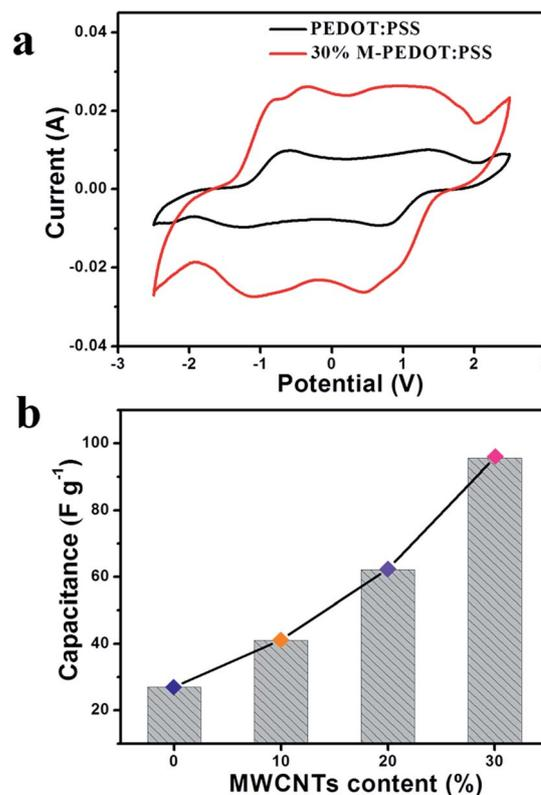 a
PEDOT:PSS
30% M-PEDOT:PSS
Current (A)
0.04
0.02
0.00
-0.02
-0.04
-3 -2 -1 0 1 2
Potential (V)
b
Capacitance (F g⁻¹)
100
80
60
40
20
0 10 20 30
MWCNTs content (%)